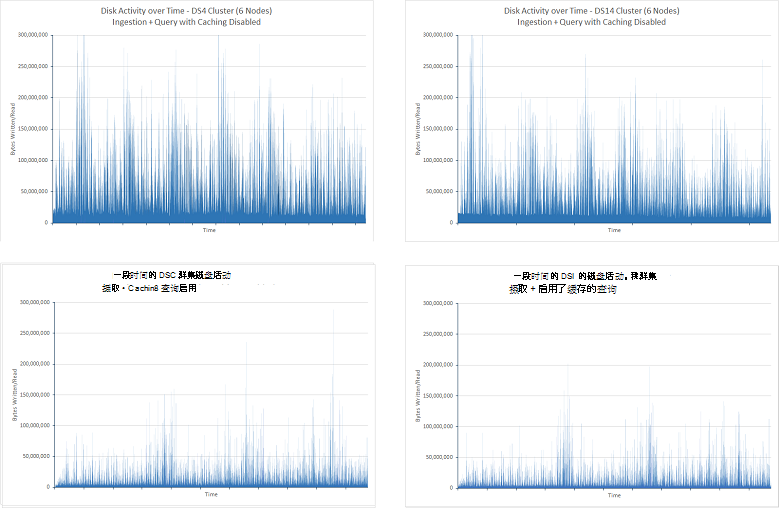 Disk Activity over Time - DS4 Cluster (6 Nodes)
Ingestion + Query with Caching Disabled
300,000,000
250,000,000
200,000,000
150,000,000
100,000,000
50,000,000
0
Bytes Written/Read
Time
Disk Activity over Time - DS14 Cluster (6 Nodes)
Ingestion + Query with Caching Disabled
300,000,000
250,000,000
200,000,000
150,000,000
100,000,000
50,000,000
0
Bytes Written/Read
Time
一段时间的 DSC 群集磁盘活动
摄取・Cachin8 查询启用
300,000,000
250,000,000
200,000,000
150,000,000
100,000,000
50,000,000
0
Bytes Written/Read
Time
一段时间的 DSI 的磁盘活动。稀群集
摄取 + 启用了缓存的查询
300,000,000
250,000,000
200,000,000
150,000,000
100,000,000
50,000,000
0
Bytes Written/Read
Time